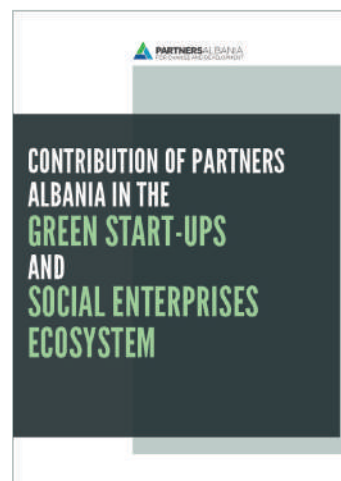 PARTNERSALBANIA
FOR CHANGE AND DEVELOPMENT
CONTRIBUTION OF PARTNERS
ALBANIA IN THE
GREEN START-UPS
AND
SOCIAL ENTERPRISES
ECOSYSTEM